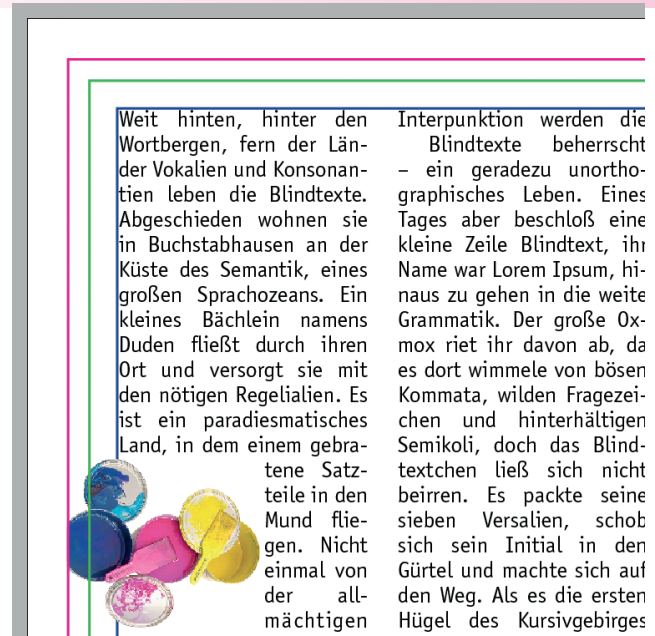 Weit hinten, hinter den
Wortbergen, fern der Län-
der Vokalien und Konsonan-
tien leben die Blindtexte.
Abgeschieden wohnen sie
in Buchstabhausen an der
Küste des Semantik, eines
großen Sprachozeans. Ein
kleines Bächlein namens
Duden fließt durch ihren
Ort und versorgt sie mit
den nötigen Regelialien. Es
ist ein paradiesmatisches
Land, in dem einem gebra-
tene Satz-
teile in den
Mund flie-
gen. Nicht
einmal von
der all-
mächtigen
Interpunktion werden die
Blindtexte beherrscht
– ein geradezu unortho-
graphisches Leben. Eines
Tages aber beschloß eine
kleine Zeile Blindtext, ihr
Name war Lorem Ipsum, hi-
naus zu gehen in die weite
Grammatik. Der große Ox-
mox riet ihr davon ab, da
es dort wimmele von bösen
Kommata, wilden Fragezei-
chen und hinterhältigen
Semikoli, doch das Blind-
textchen ließ sich nicht
beirren. Es packte seine
sieben Versalien, schob
sich sein Initial in den
Gürtel und machte sich auf
den Weg. Als es die ersten
Hügel des Kursivgebirges